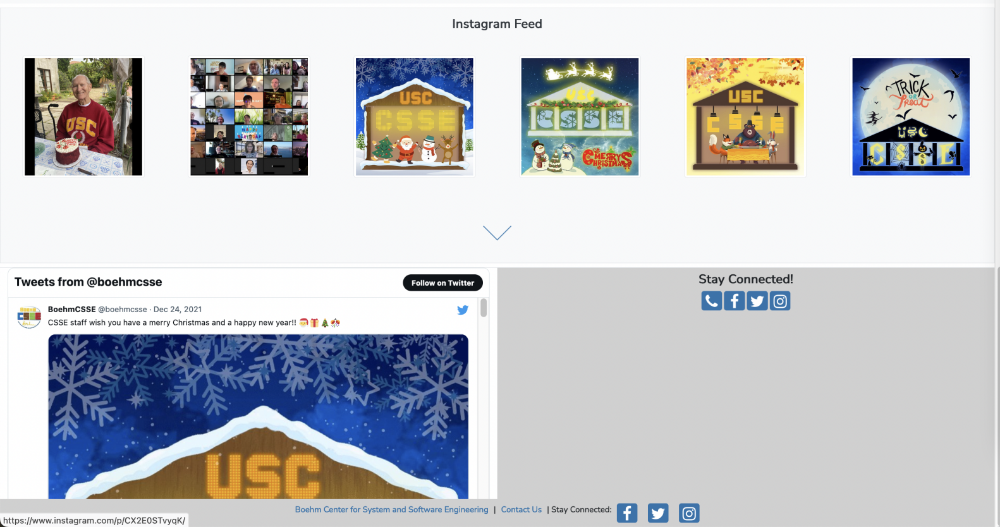 Instagram Feed
USC
HAPPY
BIRTHDAY
USC
CSSE
USC
CSSE
MERRY
CHRISTMAS
Thanksgiving
USC
CSSE
TRICK
OR
TREAT
USC
CSSE
Tweets from @boehmcsse
Follow on Twitter
BoehmCSSE @boehmcsse · Dec 24, 2021
CSSE staff wish you have a merry Christmas and a happy new year!! 🎅🎁🎄
CSSE
USC
Stay Connected!
Boehm Center for System and Software Engineering | Contact Us | Stay Connected:
https://www.instagram.com/p/CX2E0STvyqK/